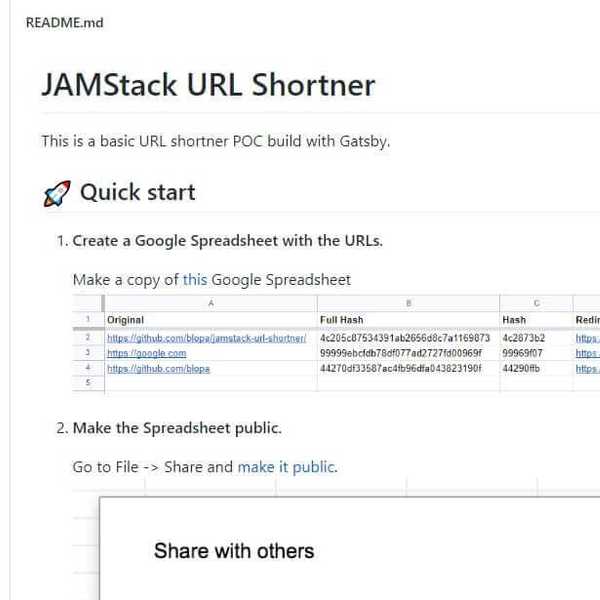 README.md
JAMStack URL Shortner
This is a basic URL shortner POC build with Gatsby.
🚀 Quick start
1. Create a Google Spreadsheet with the URLs.
Make a copy of this Google Spreadsheet
A B C
1 Original Full Hash Hash Redir
2 https://github.com/blopa/jamstack-url-shortner/ 4c205c87534391ab2656d8c7a1169873 4c2873b2 https:
3 https://google.com 99999ebcfdb78df077ad2727fd00969f 99969f07 https:
4 https://github.com/blopa 44270df33587ac4fb96dfa043823190f 44290ffb https:
5
2. Make the Spreadsheet public.
Go to File -> Share and make it public.
Share with others